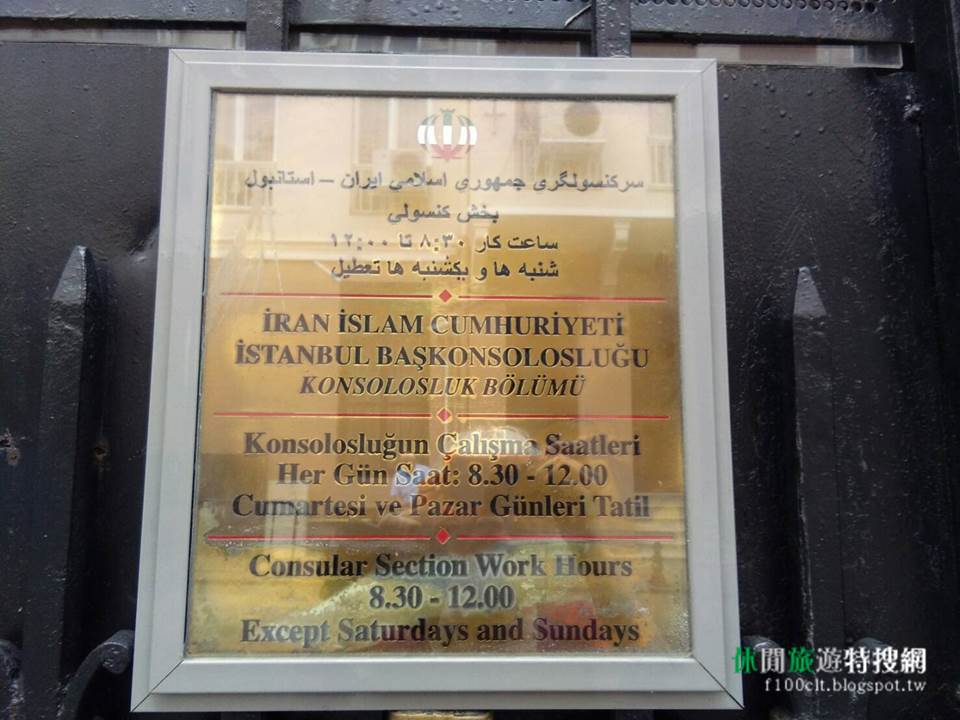 سرکنسولگری جمهوری اسلامی ایران – استانبول
بخش کنسولی
ساعت کار ۸:۳۰ تا ۱۲:۰۰
شنبه ها و یکشنبه ها تعطیل
İRAN İSLAM CUMHURİYETİ
İSTANBUL BAŞKONSOLOSLUĞU
KONSOLOSLUK BÖLÜMÜ
Konsolosluğun Çalışma Saatleri
Her Gün Saat: 8.30 - 12.00
Cumartesi ve Pazar Günleri Tatil
Consular Section Work Hours
8.30 - 12.00
Except Saturdays and Sundays
休閒旅遊特搜網
f100clt.blogspot.tw